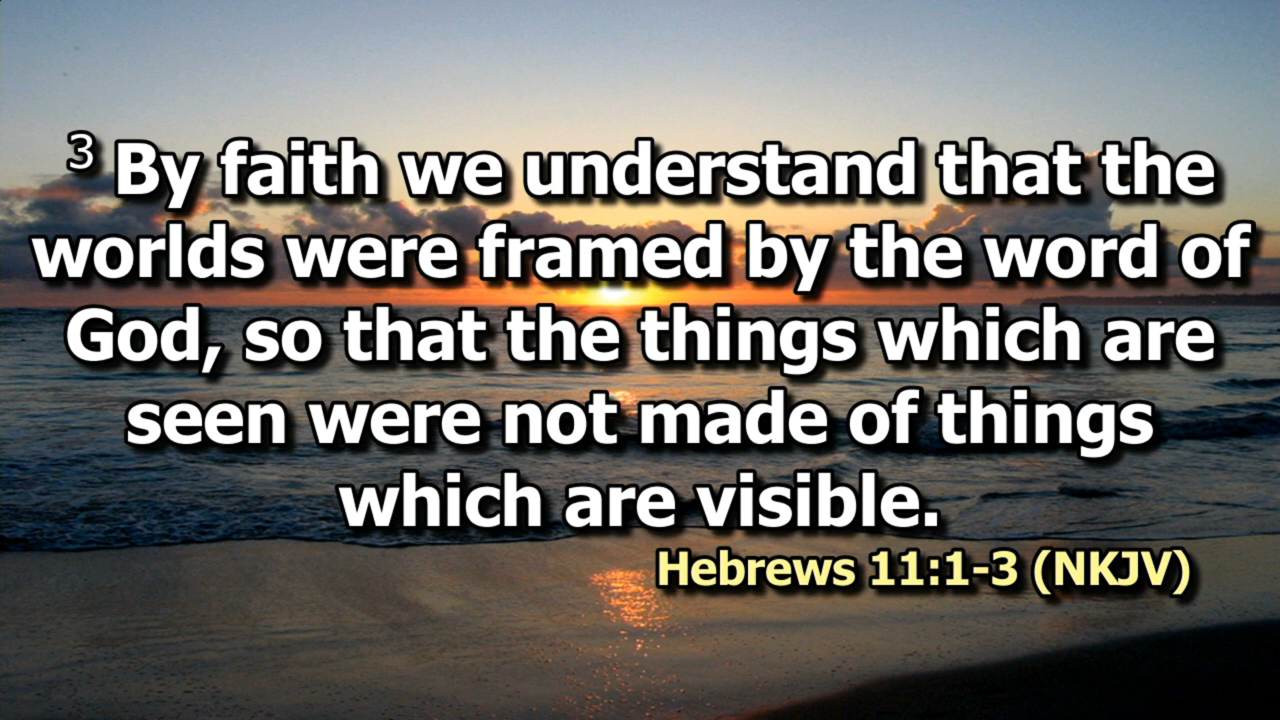 3 By faith we understand that the
worlds were framed by the word of
God, so that the things which are
seen were not made of things
which are visible.
Hebrews 11:1-3 (NKJV)